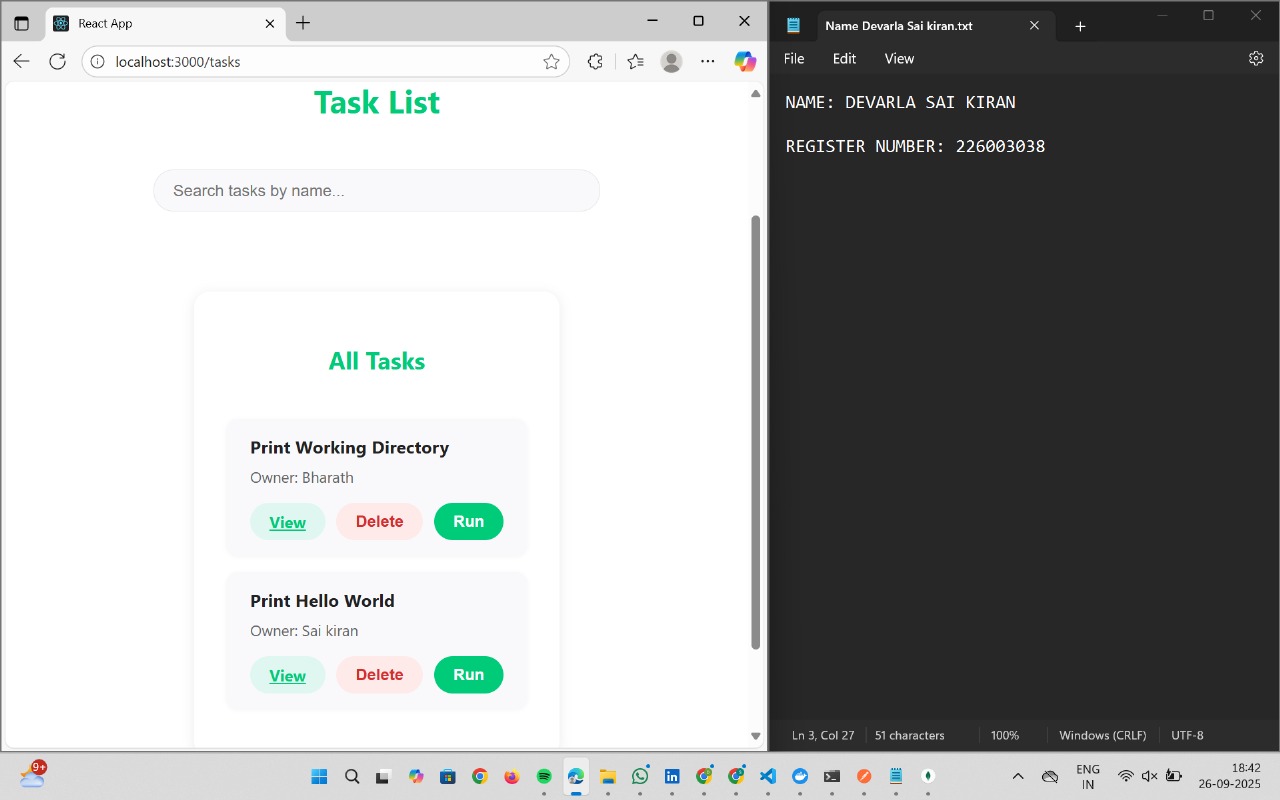 React App
localhost:3000/tasks
Task List
Search tasks by name...
All Tasks
Print Working Directory
Owner: Bharath
View Delete Run
Print Hello World
Owner: Sai kiran
View Delete Run
Name Devarla Sai kiran.txt
File Edit View
NAME: DEVARLA SAI KIRAN
REGISTER NUMBER: 226003038
Ln 3, Col 27 51 characters 100% Windows (CRLF) UTF-8
9+
ENG
IN
18:42
26-09-2025